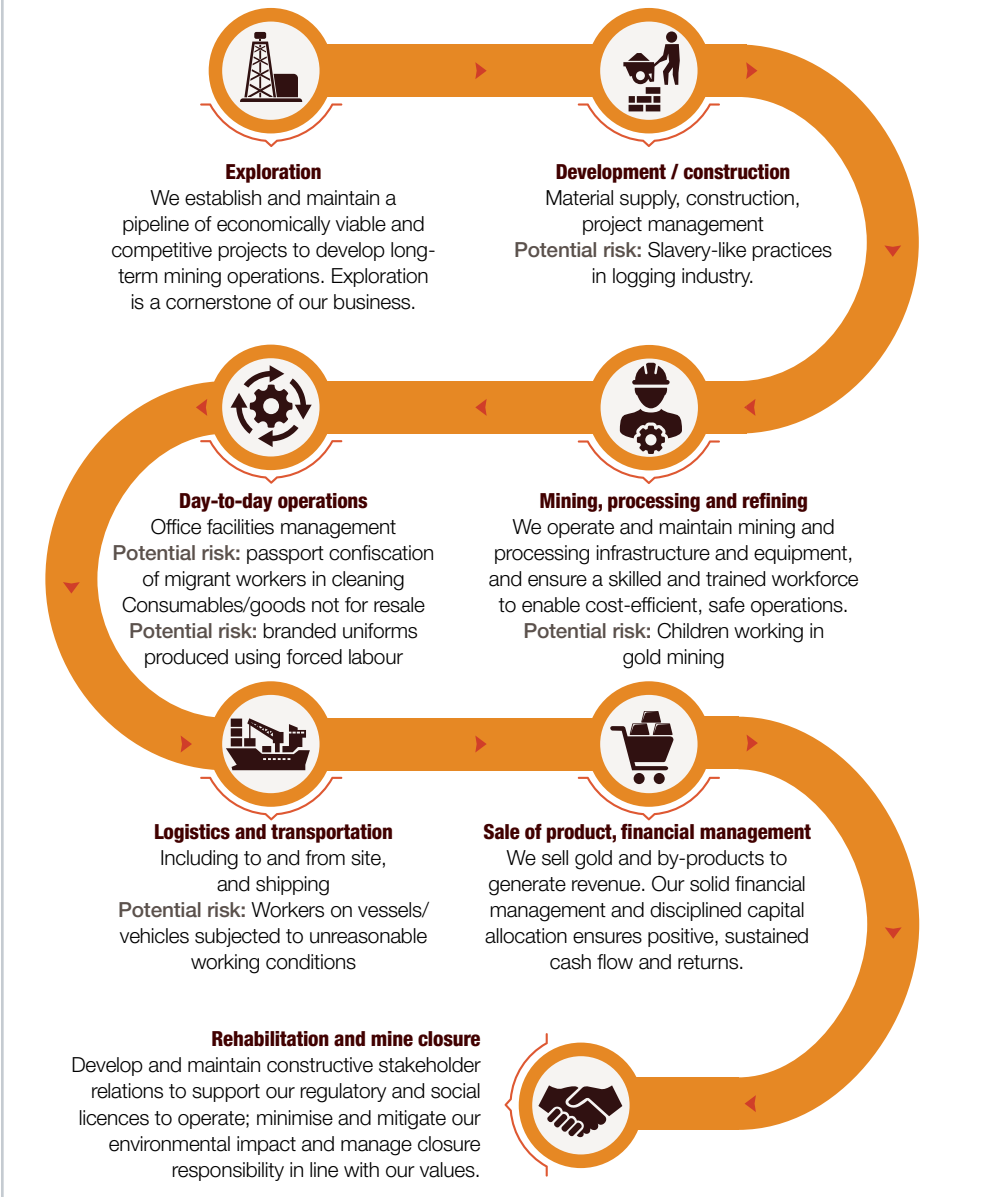 Exploration
We establish and maintain a
pipeline of economically viable and
competitive projects to develop long-
term mining operations. Exploration
is a cornerstone of our business.
Development / construction
Material supply, construction,
project management
Potential risk: Slavery-like practices
in logging industry.
Mining, processing and refining
We operate and maintain mining and
processing infrastructure and equipment,
and ensure a skilled and trained workforce
to enable cost-efficient, safe operations.
Potential risk: Children working in
gold mining
Day-to-day operations
Office facilities management
Potential risk: passport confiscation
of migrant workers in cleaning
Consumables/goods not for resale
Potential risk: branded uniforms
produced using forced labour
Logistics and transportation
Including to and from site,
and shipping
Potential risk: Workers on vessels/
vehicles subjected to unreasonable
working conditions
Sale of product, financial management
We sell gold and by-products to
generate revenue. Our solid financial
management and disciplined capital
allocation ensures positive, sustained
cash flow and returns.
Rehabilitation and mine closure
Develop and maintain constructive stakeholder
relations to support our regulatory and social
licences to operate; minimise and mitigate our
environmental impact and manage closure
responsibility in line with our values.